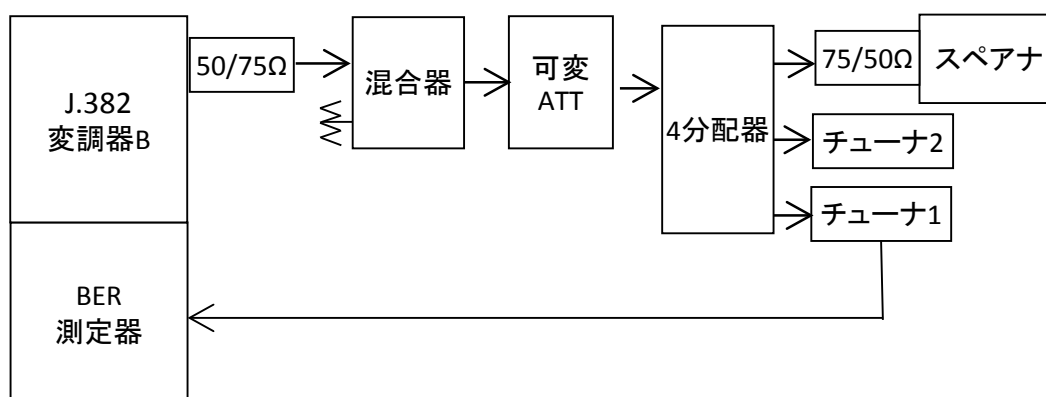 J.382
変調器B
50/75Ω
混合器
可変
ATT
4分配器
75/50Ω
スペアナ
チューナ2
チューナ1
BER
測定器